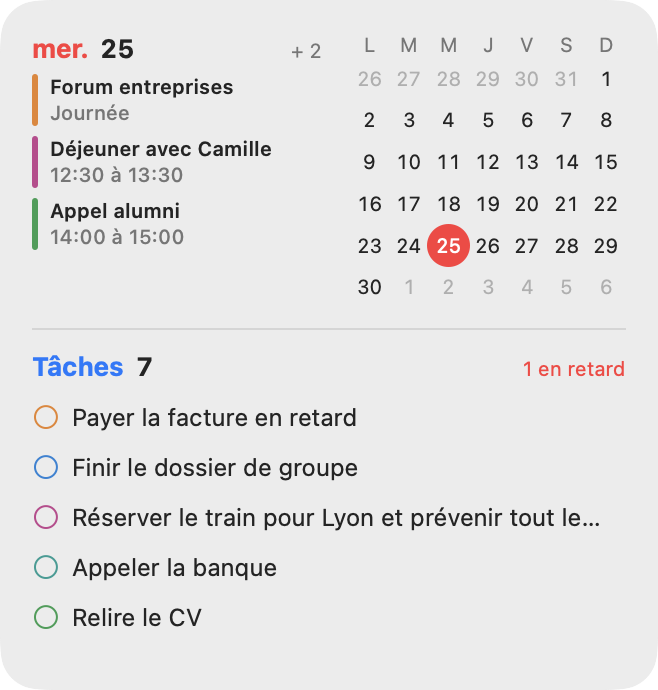 mer. 25 + 2
Forum entreprises
Journée
Déjeuner avec Camille
12:30 à 13:30
Appel alumni
14:00 à 15:00
L M M J V S D
26 27 28 29 30 31 1
2 3 4 5 6 7 8
9 10 11 12 13 14 15
16 17 18 19 20 21 22
23 24 25 26 27 28 29
30 1 2 3 4 5 6
Tâches 7 1 en retard
Payer la facture en retard
Finir le dossier de groupe
Réserver le train pour Lyon et prévenir tout le...
Appeler la banque
Relire le CV